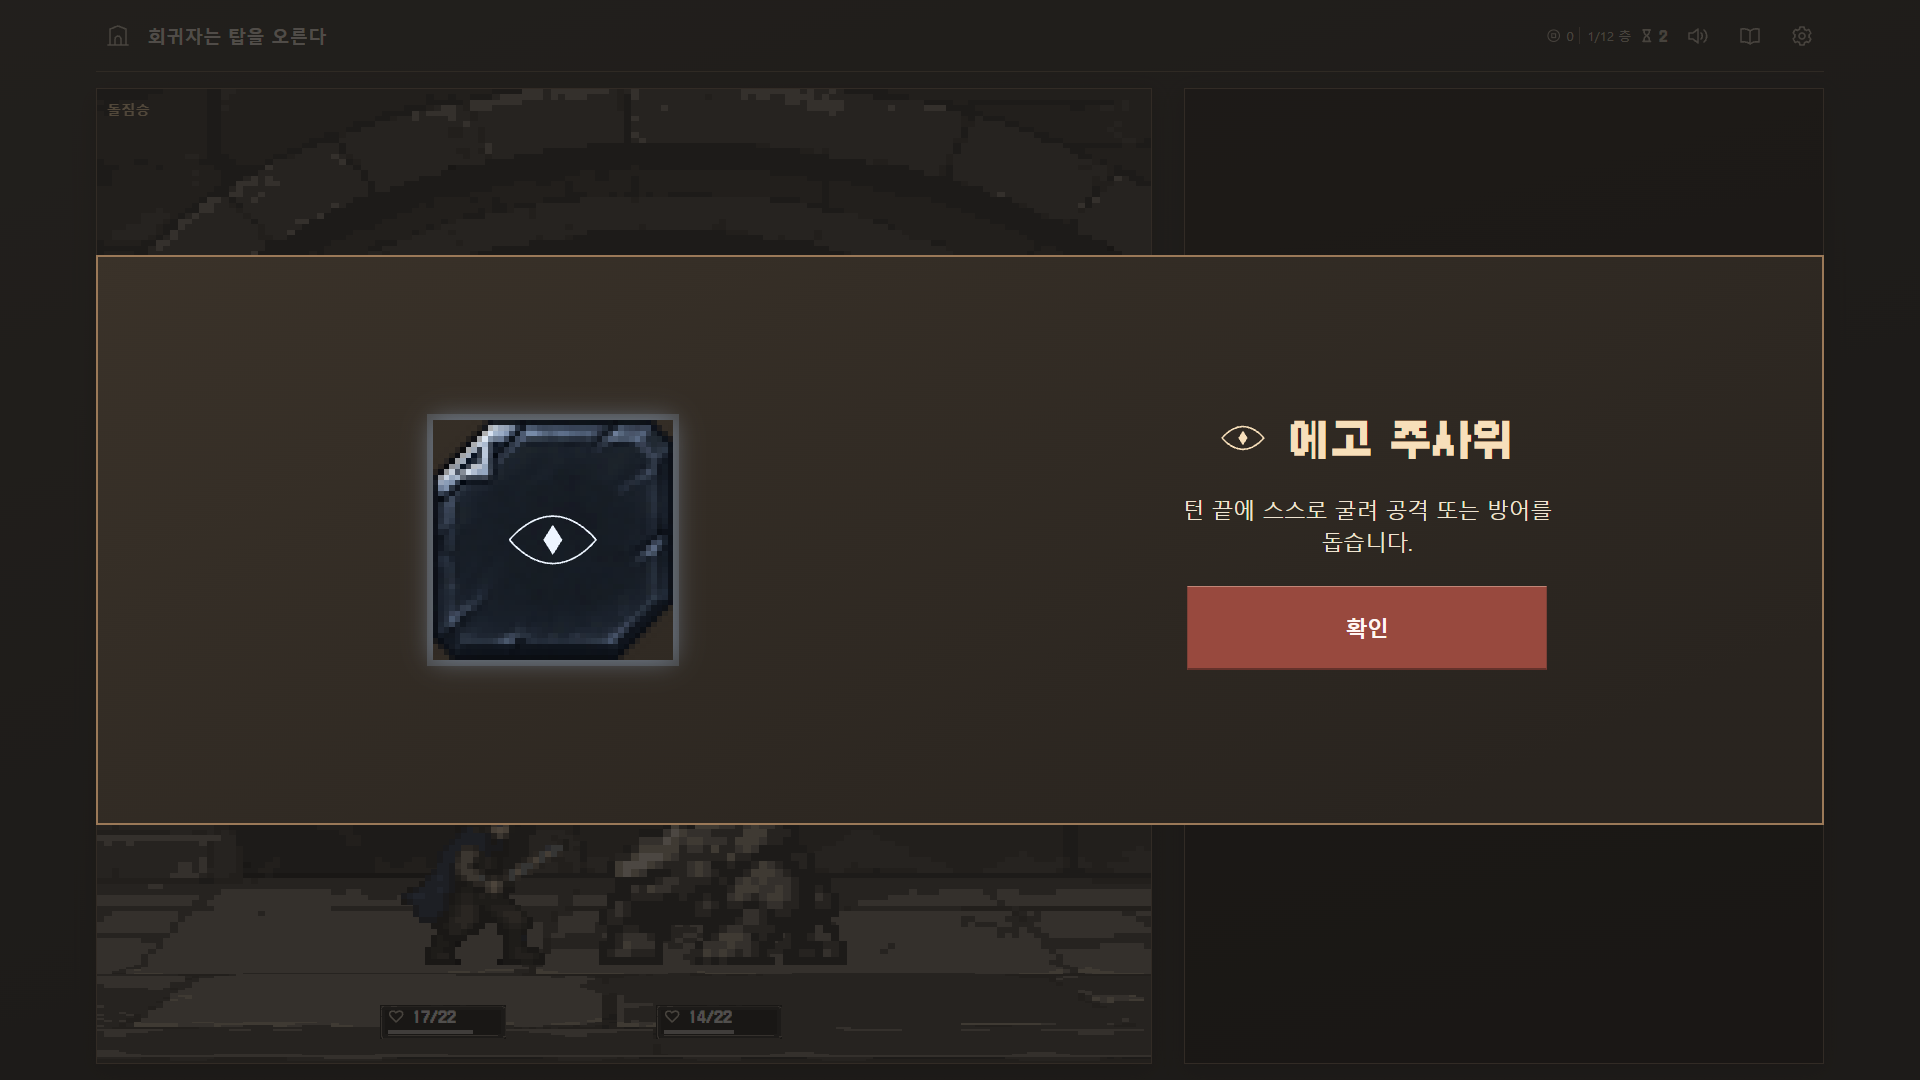 회귀자는 탑을 오른다
0 1/12 층 2
돌짐승
에고 주사위
턴 끝에 스스로 굴려 공격 또는 방어를
돕습니다.
확인
17/22
14/22